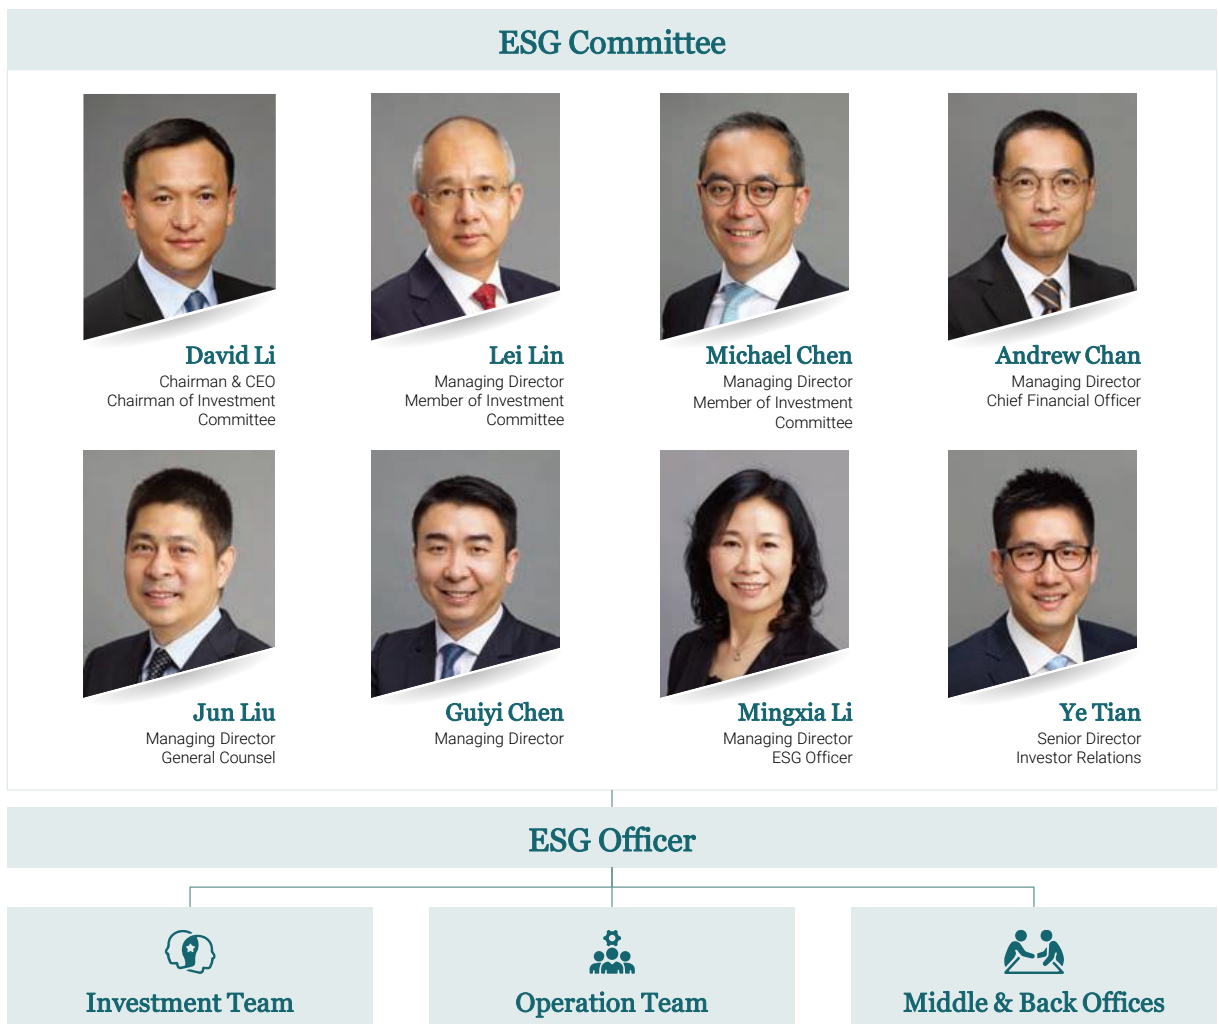 ESG Committee
David Li
Chairman & CEO
Chairman of Investment
Committee
Lei Lin
Managing Director
Member of Investment
Committee
Michael Chen
Managing Director
Member of Investment
Committee
Andrew Chan
Managing Director
Chief Financial Officer
Jun Liu
Managing Director
General Counsel
Guiyi Chen
Managing Director
Mingxia Li
Managing Director
ESG Officer
Ye Tian
Senior Director
Investor Relations
ESG Officer
Investment Team
Operation Team
Middle & Back Offices